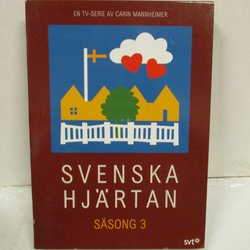 EN TV-SERIE AV CARIN MANNHEIMER
SVENSKA
HJÄRTAN
SÄSONG 3
svt